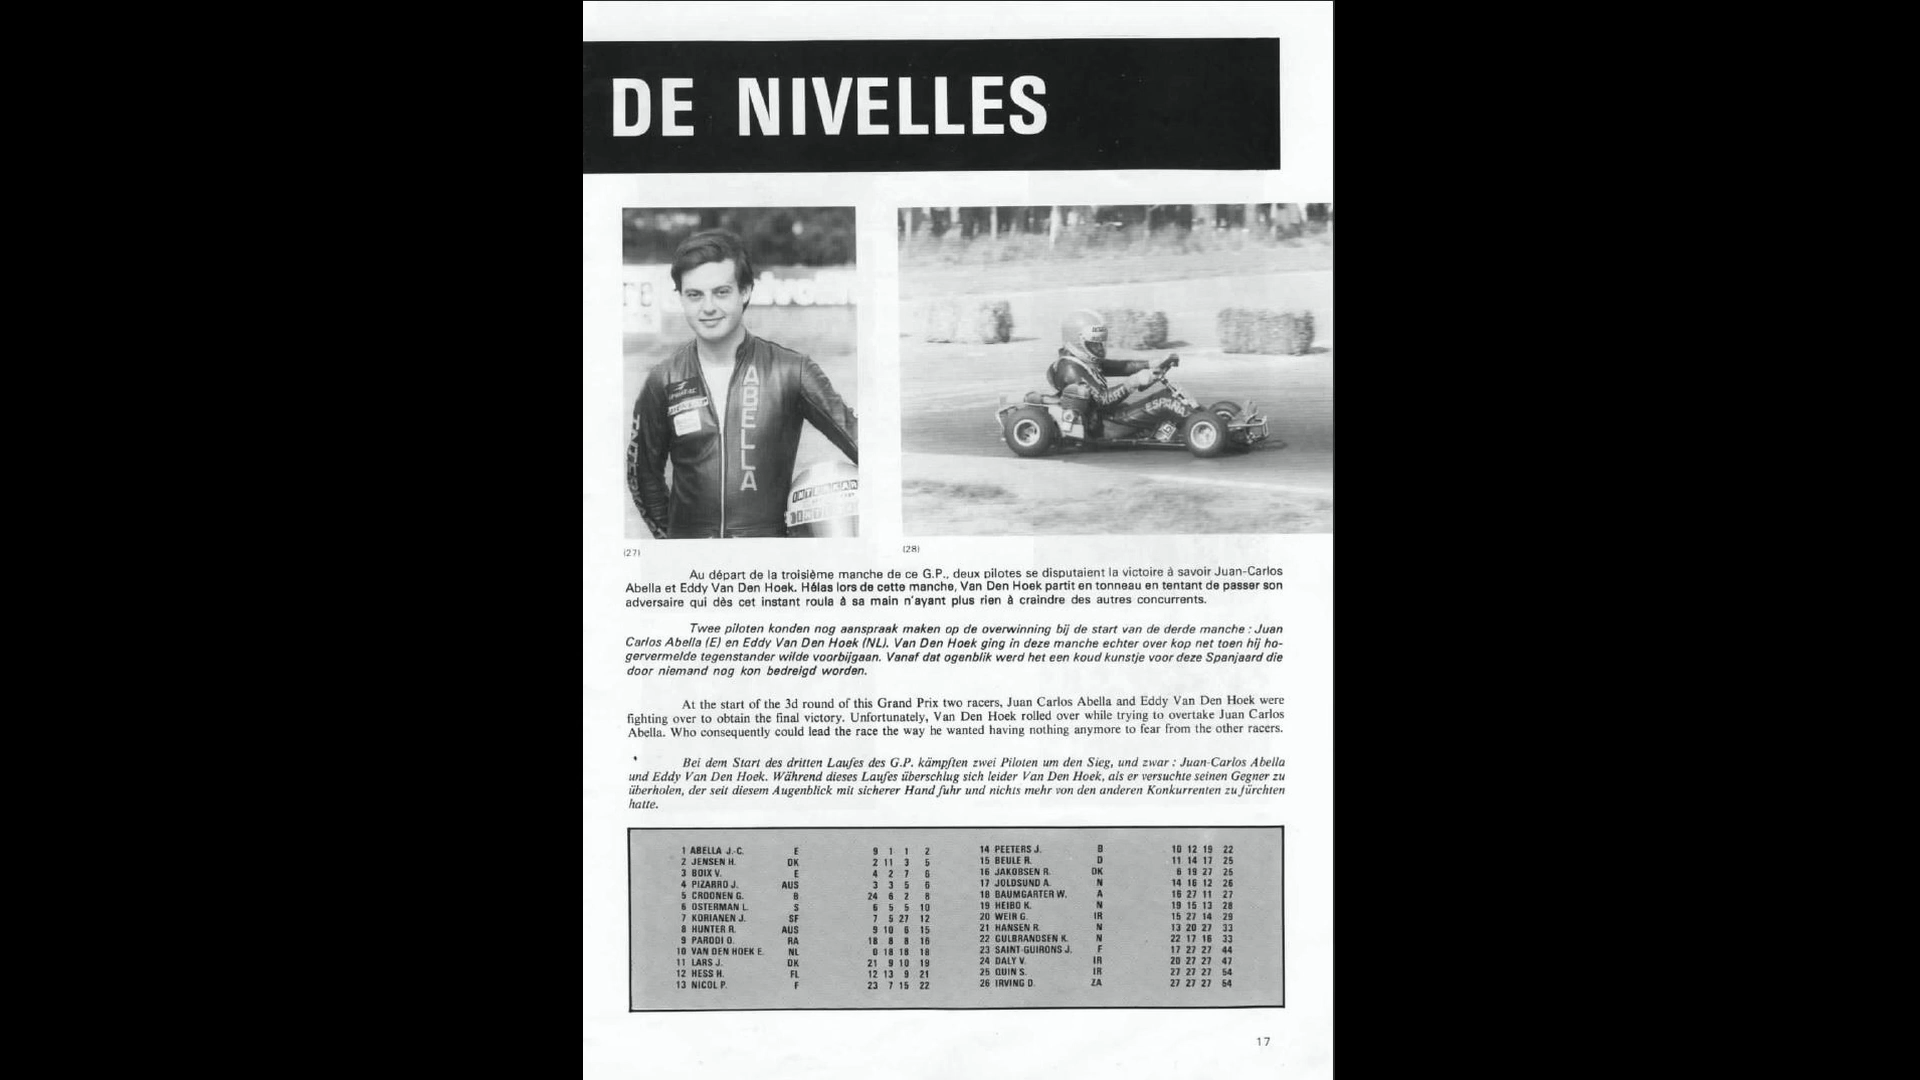 DE NIVELLES
ABELLA
ESPAÑA
(27)
(28)
Au départ de la troisième manche de ce G.P., deux pilotes se disputaient la victoire à savoir Juan-Carlos
Abella et Eddy Van Den Hoek. Hélas lors de cette manche, Van Den Hoek partit en tonneau en tentant de passer son
adversaire qui dès cet instant roula à sa main n'ayant plus rien à craindre des autres concurrents.
Twee piloten konden nog aanspraak maken op de overwinning bij de start van de derde manche : Juan
Carlos Abella (E) en Eddy Van Den Hoek (NL). Van Den Hoek ging in deze manche echter over kop net toen hij ho-
gervermelde tegenstander wilde voorbijgaan. Vanaf dat ogenblik werd het een koud kunstje voor deze Spanjaard die
door niemand nog kon bedreigd worden.
At the start of the 3d round of this Grand Prix two racers, Juan Carlos Abella and Eddy Van Den Hoek were
fighting over to obtain the final victory. Unfortunately, Van Den Hoek rolled over while trying to overtake Juan Carlos
Abella. Who consequently could lead the race the way he wanted having nothing anymore to fear from the other racers.
Bei dem Start des dritten Laufes des G.P. kämpften zwei Piloten um den Sieg, und zwar : Juan-Carlos Abella
und Eddy Van Den Hoek. Während dieses Laufes überschlug sich leider Van Den Hoek, als er versuchte seinen Gegner zu
überholen, der seit diesem Augenblick mit sicherer Hand fuhr und nichts mehr von den anderen Konkurrenten zu fürchten
hatte.
1 ABELLA J.-C. E 9 1 1 2
2 JENSEN H. DK 2 11 3 5
3 BOIX V. E 4 2 7 6
4 PIZARRO J. AUS 3 3 5 6
5 CROONEN G. B 24 6 2 8
6 OSTERMAN L. S 6 5 5 10
7 KORIANEN J. SF 7 5 27 12
8 HUNTER R. AUS 9 10 6 15
9 PARODI O. RA 18 8 8 16
10 VAN DEN HOEK E. NL 0 18 18 18
11 LARS J. DK 21 9 10 19
12 HESS H. FL 12 13 9 21
13 NICOL P. F 23 7 15 22
14 PEETERS J. B 10 12 19 22
15 BEULE R. D 11 14 17 25
16 JAKOBSEN R. DK 6 19 27 25
17 JOLDSUND A. N 14 16 12 26
18 BAUMGARTER W. A 16 27 11 27
19 HEIBO K. N 19 15 13 28
20 WEIR G. IR 15 27 14 29
21 HANSEN R. N 13 20 27 33
22 GULBRANDSEN K. N 22 17 16 33
23 SAINT-GUIRONS J. F 17 27 27 44
24 DALY V. IR 20 27 27 47
25 QUIN S. IR 27 27 27 54
26 IRVING D. ZA 27 27 27 54
17